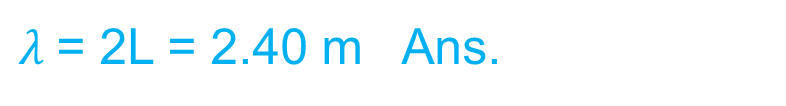 λ = 2L = 2.40 m Ans.